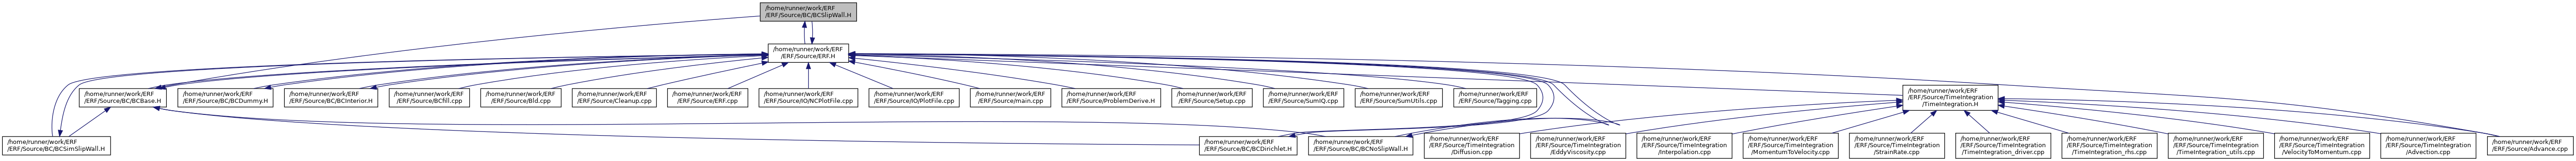 /home/runner/work/ERF
/ERF/Source/BC/BCSlipWall.H
/home/runner/work/ERF
/ERF/Source/ERF.H
/home/runner/work/ERF
/ERF/Source/BC/BCBase.H
/home/runner/work/ERF
/ERF/Source/BC/BCDummy.H
/home/runner/work/ERF
/ERF/Source/BC/BCInterior.H
/home/runner/work/ERF
/ERF/Source/BCfill.cpp
/home/runner/work/ERF
/ERF/Source/Bld.cpp
/home/runner/work/ERF
/ERF/Source/Cleanup.cpp
/home/runner/work/ERF
/ERF/Source/ERF.cpp
/home/runner/work/ERF
/ERF/Source/IO/NCPlotFile.cpp
/home/runner/work/ERF
/ERF/Source/IO/PlotFile.cpp
/home/runner/work/ERF
/ERF/Source/main.cpp
/home/runner/work/ERF
/ERF/Source/ProblemDerive.H
/home/runner/work/ERF
/ERF/Source/Setup.cpp
/home/runner/work/ERF
/ERF/Source/SumIQ.cpp
/home/runner/work/ERF
/ERF/Source/SumUtils.cpp
/home/runner/work/ERF
/ERF/Source/Tagging.cpp
/home/runner/work/ERF
/ERF/Source/TimeIntegration
/TimeIntegration.H
/home/runner/work/ERF
/ERF/Source/BC/BCSimSlipWall.H
/home/runner/work/ERF
/ERF/Source/BC/BCDirichlet.H
/home/runner/work/ERF
/ERF/Source/BC/BCNoSlipWall.H
/home/runner/work/ERF
/ERF/Source/TimeIntegration
/Diffusion.cpp
/home/runner/work/ERF
/ERF/Source/TimeIntegration
/EddyViscosity.cpp
/home/runner/work/ERF
/ERF/Source/TimeIntegration
/Interpolation.cpp
/home/runner/work/ERF
/ERF/Source/TimeIntegration
/MomentumToVelocity.cpp
/home/runner/work/ERF
/ERF/Source/TimeIntegration
/StrainRate.cpp
/home/runner/work/ERF
/ERF/Source/TimeIntegration
/TimeIntegration_driver.cpp
/home/runner/work/ERF
/ERF/Source/TimeIntegration
/TimeIntegration_rhs.cpp
/home/runner/work/ERF
/ERF/Source/TimeIntegration
/TimeIntegration_utils.cpp
/home/runner/work/ERF
/ERF/Source/TimeIntegration
/VelocityToMomentum.cpp
/home/runner/work/ERF
/ERF/Source/TimeIntegration
/Advection.cpp
/home/runner/work/ERF
/ERF/Source/Advance.cpp